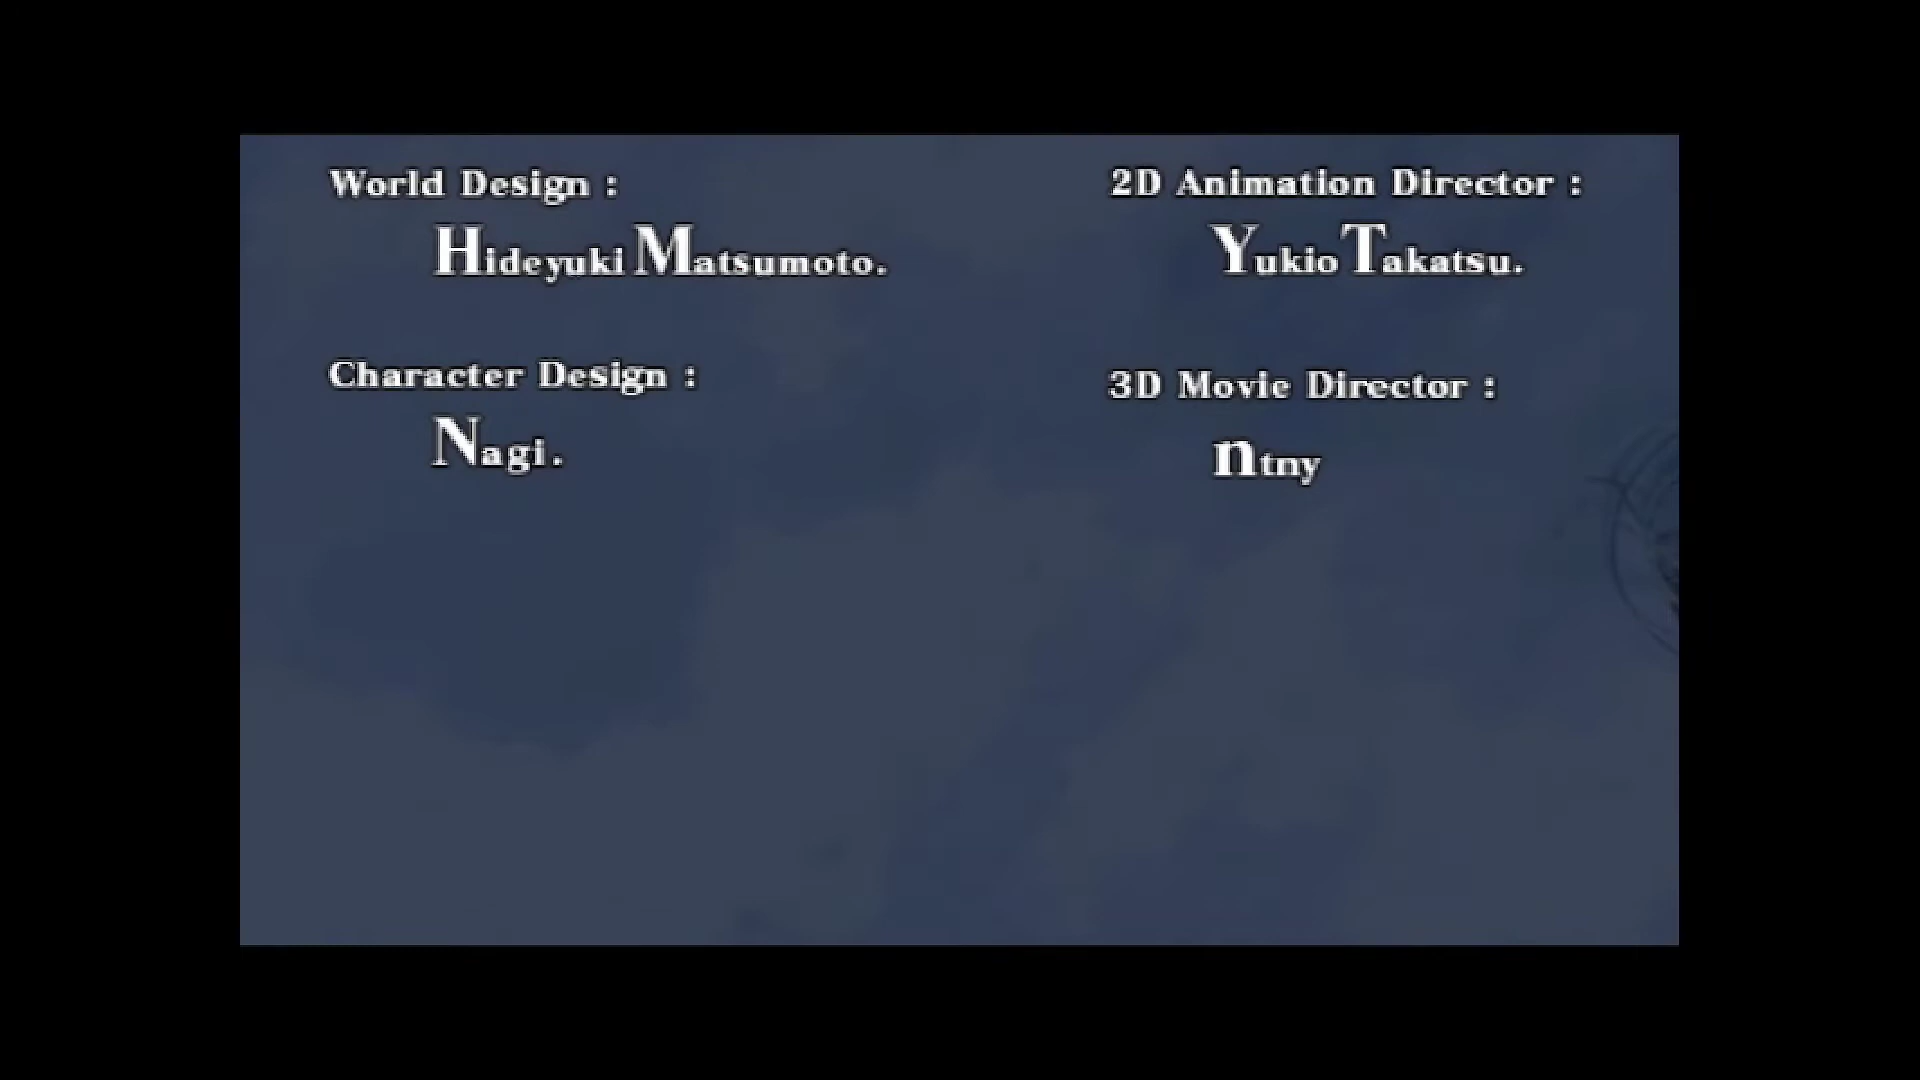 World Design :
Hideyuki Matsumoto.
Character Design :
Nagi.
2D Animation Director :
Yukio Takatsu.
3D Movie Director :
ntny